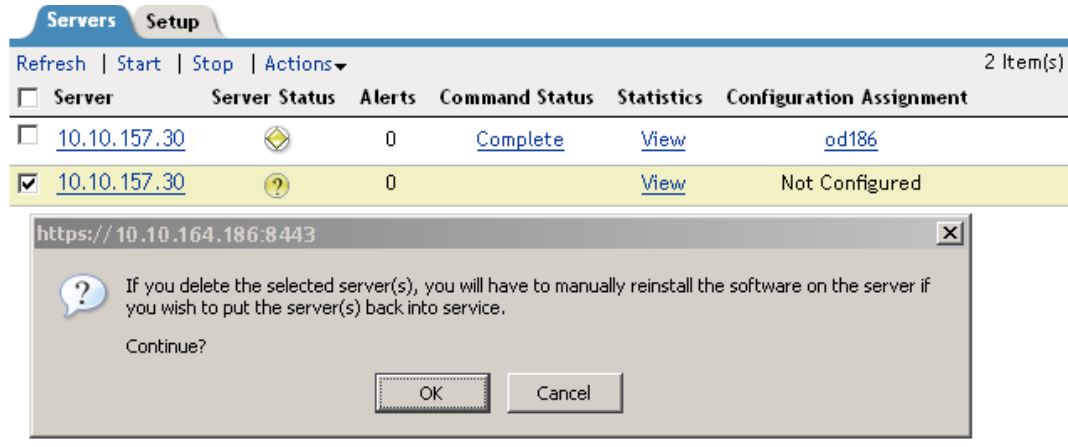 Servers Setup
Refresh | Start | Stop | Actions 2 Item(s)
Server Server Status Alerts Command Status Statistics Configuration Assignment
10.10.157.30 0 Complete View od186
10.10.157.30 ? 0 View Not Configured
https://10.10.164.186:8443
? If you delete the selected server(s), you will have to manually reinstall the software on the server if
you wish to put the server(s) back into service.
Continue?
OK Cancel